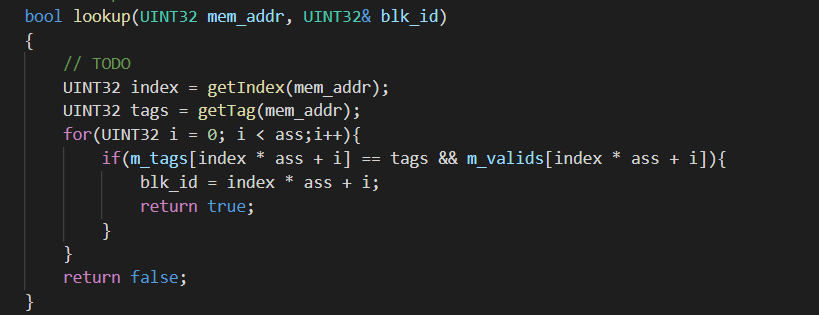 bool lookup(UINT32 mem_addr, UINT32& blk_id)
{
    // TODO
    UINT32 index = getIndex(mem_addr);
    UINT32 tags = getTag(mem_addr);
    for(UINT32 i = 0; i < ass;i++){
        if(m_tags[index * ass + i] == tags && m_valids[index * ass + i]){
            blk_id = index * ass + i;
            return true;
        }
    }
    return false;
}